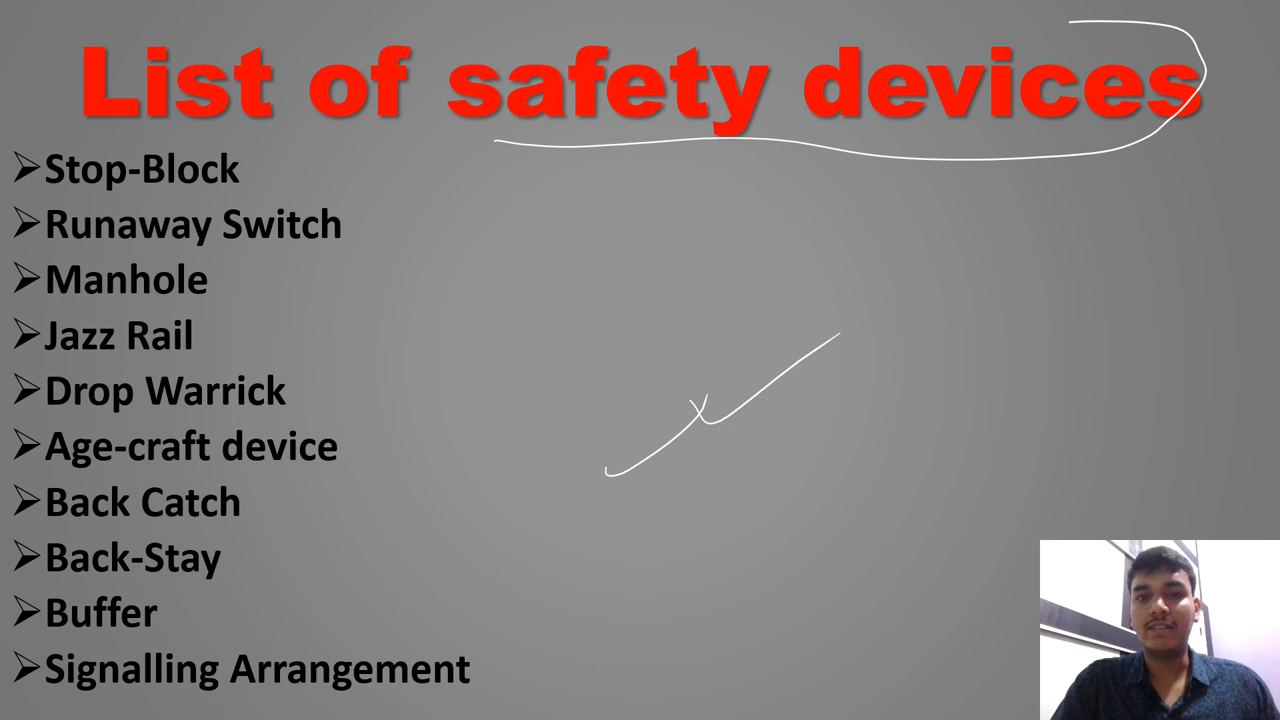 List of safety devices
Stop-Block
Runaway Switch
Manhole
Jazz Rail
Drop Warrick
Age-craft device
Back Catch
Back-Stay
Buffer
Signalling Arrangement